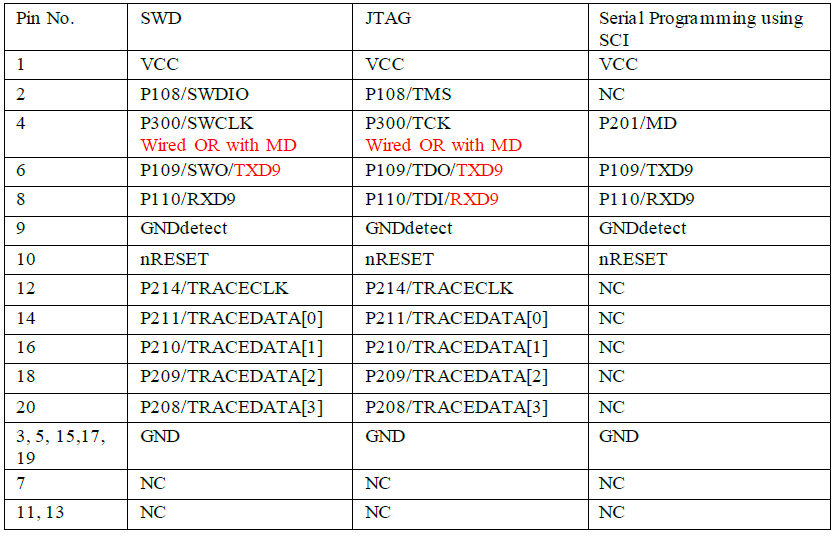 Pin No. SWD JTAG Serial Programming using
SCI
1 VCC VCC VCC
2 P108/SWDIO P108/TMS NC
4 P300/SWCLK P300/TCK P201/MD
Wired OR with MD Wired OR with MD
6 P109/SWO/TXD9 P109/TDO/TXD9 P109/TXD9
8 P110/RXD9 P110/TDI/RXD9 P110/RXD9
9 GNDdetect GNDdetect GNDdetect
10 nRESET nRESET nRESET
12 P214/TRACECLK P214/TRACECLK NC
14 P211/TRACEDATA[0] P211/TRACEDATA[0] NC
16 P210/TRACEDATA[1] P210/TRACEDATA[1] NC
18 P209/TRACEDATA[2] P209/TRACEDATA[2] NC
20 P208/TRACEDATA[3] P208/TRACEDATA[3] NC
3, 5, 15,17, GND GND GND
19
7 NC NC NC
11, 13 NC NC NC